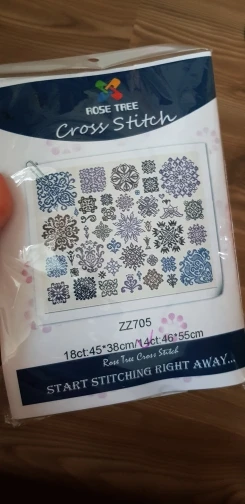 ROSE TREE
Cross Stitch
ZZ705
18ct:45*38cm/14ct:46*55cm
Rose Tree Cross Stitch
START STITCHING RIGHT AWAY...